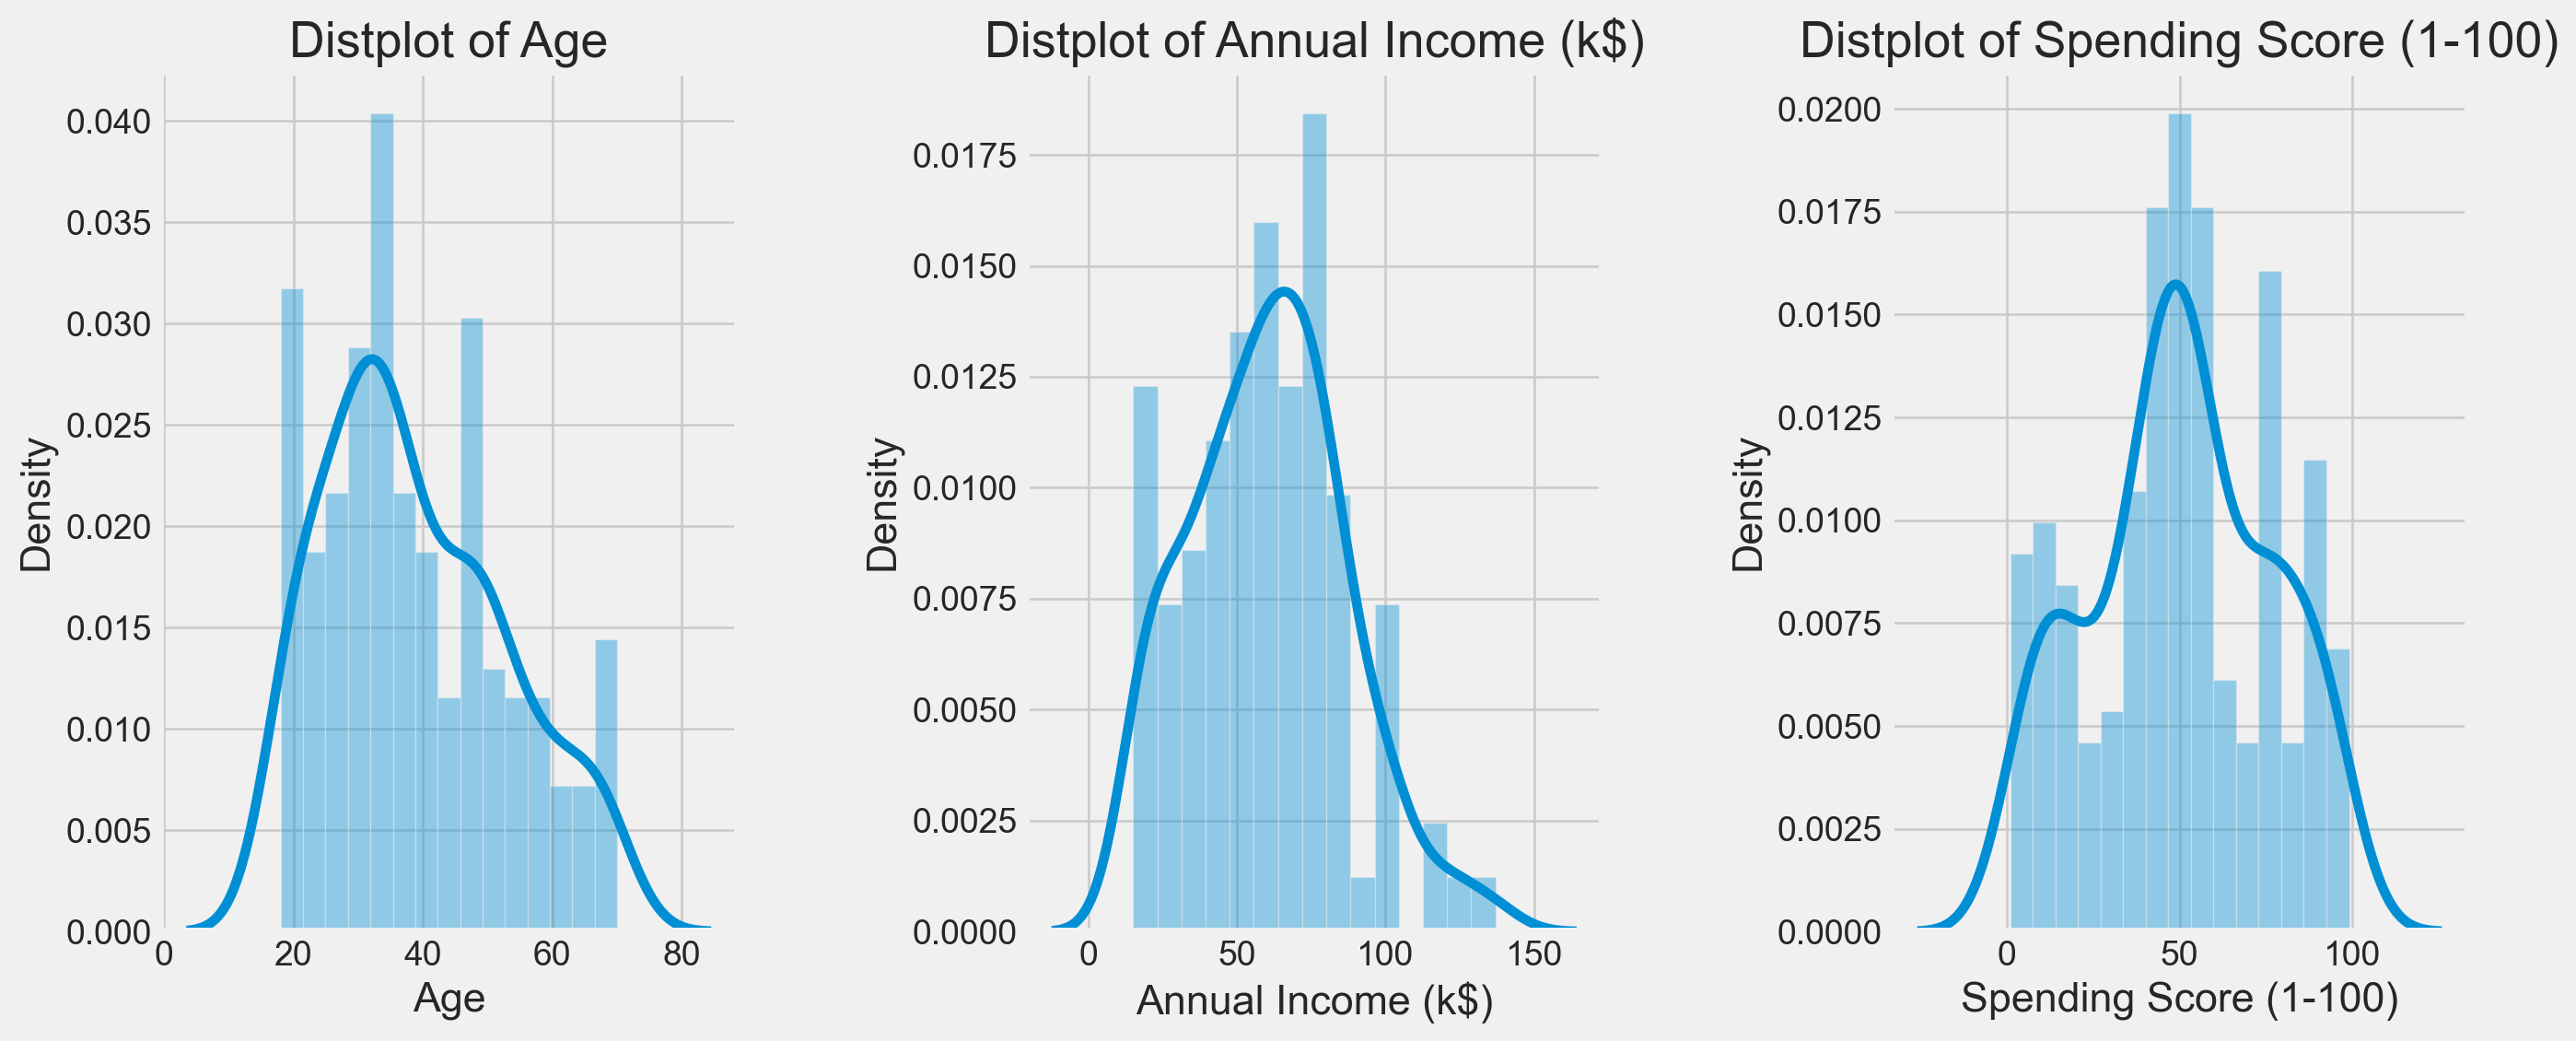 Distplot of Age
0.040
0.035
0.030
0.025
0.020
0.015
0.010
0.005
0.000
Density
0 20 40 60 80
Age
Distplot of Annual Income (k$)
0.0175
0.0150
0.0125
0.0100
0.0075
0.0050
0.0025
0.0000
Density
0 50 100 150
Annual Income (k$)
Distplot of Spending Score (1-100)
0.0200
0.0175
0.0150
0.0125
0.0100
0.0075
0.0050
0.0025
0.0000
Density
0 50 100
Spending Score (1-100)